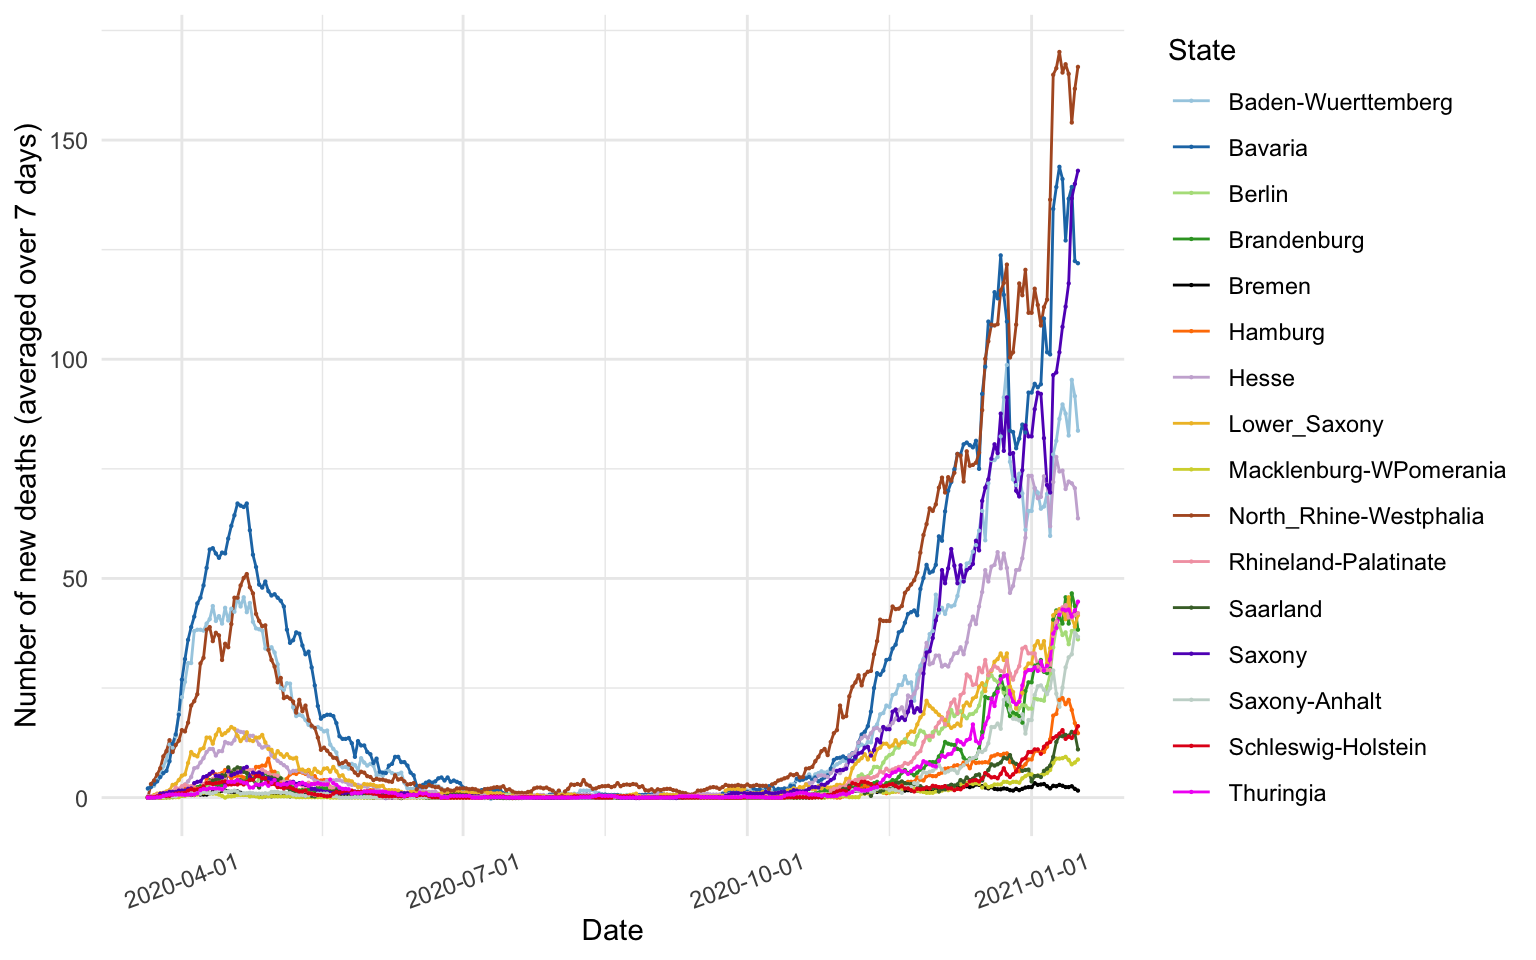 Number of new deaths (averaged over 7 days)
150
100
50
0
2020-04-01
2020-07-01
2020-10-01
2021-01-01
Date
State
Baden-Wuerttemberg
Bavaria
Berlin
Brandenburg
Bremen
Hamburg
Hesse
Lower_Saxony
Macklenburg-WPomerania
North_Rhine-Westphalia
Rhineland-Palatinate
Saarland
Saxony
Saxony-Anhalt
Schleswig-Holstein
Thuringia